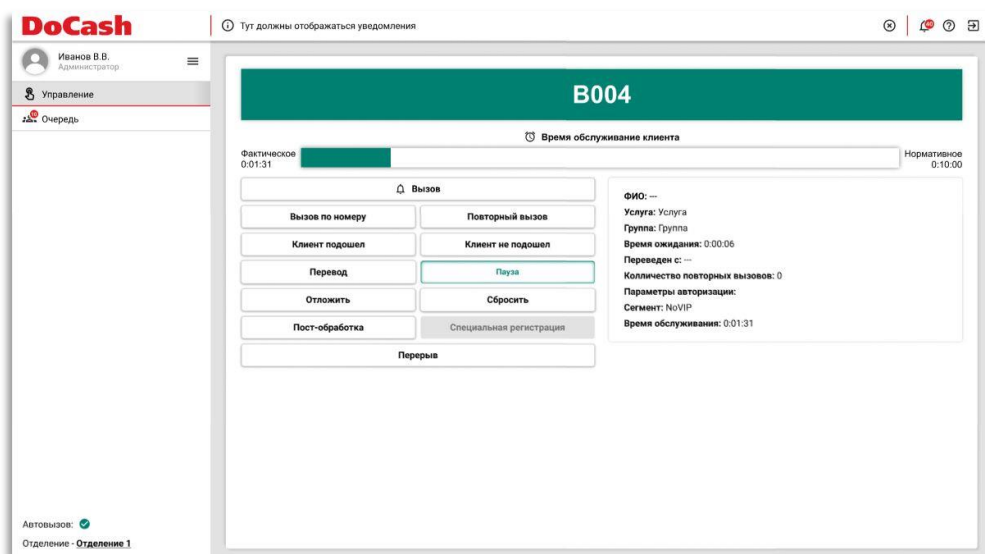 DoCash
Тут должны отображаться уведомления
40
Иванов В.В.
Администратор
Управление
10
Очередь
B004
Время обслуживание клиента
Фактическое
0:01:31
Нормативное
0:10:00
Вызов
Вызов по номеру
Повторный вызов
Клиент подошел
Клиент не подошел
Перевод
Пауза
Отложить
Сбросить
Пост-обработка
Специальная регистрация
Перерыв
ФИО: ---
Услуга: Услуга
Группа: Группа
Время ожидания: 0:00:06
Переведен с: ---
Колличество повторных вызовов: 0
Параметры авторизации:
Сегмент: NoVIP
Время обслуживания: 0:01:31
Автовызов:
Отделение - Отделение 1